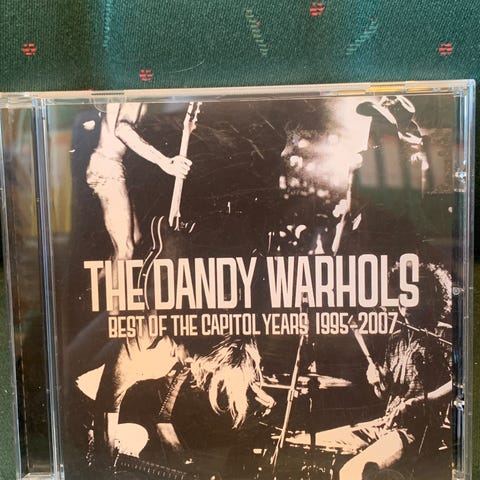 THE DANDY WARHOLS
BEST OF THE CAPITOL YEARS 1995-2007